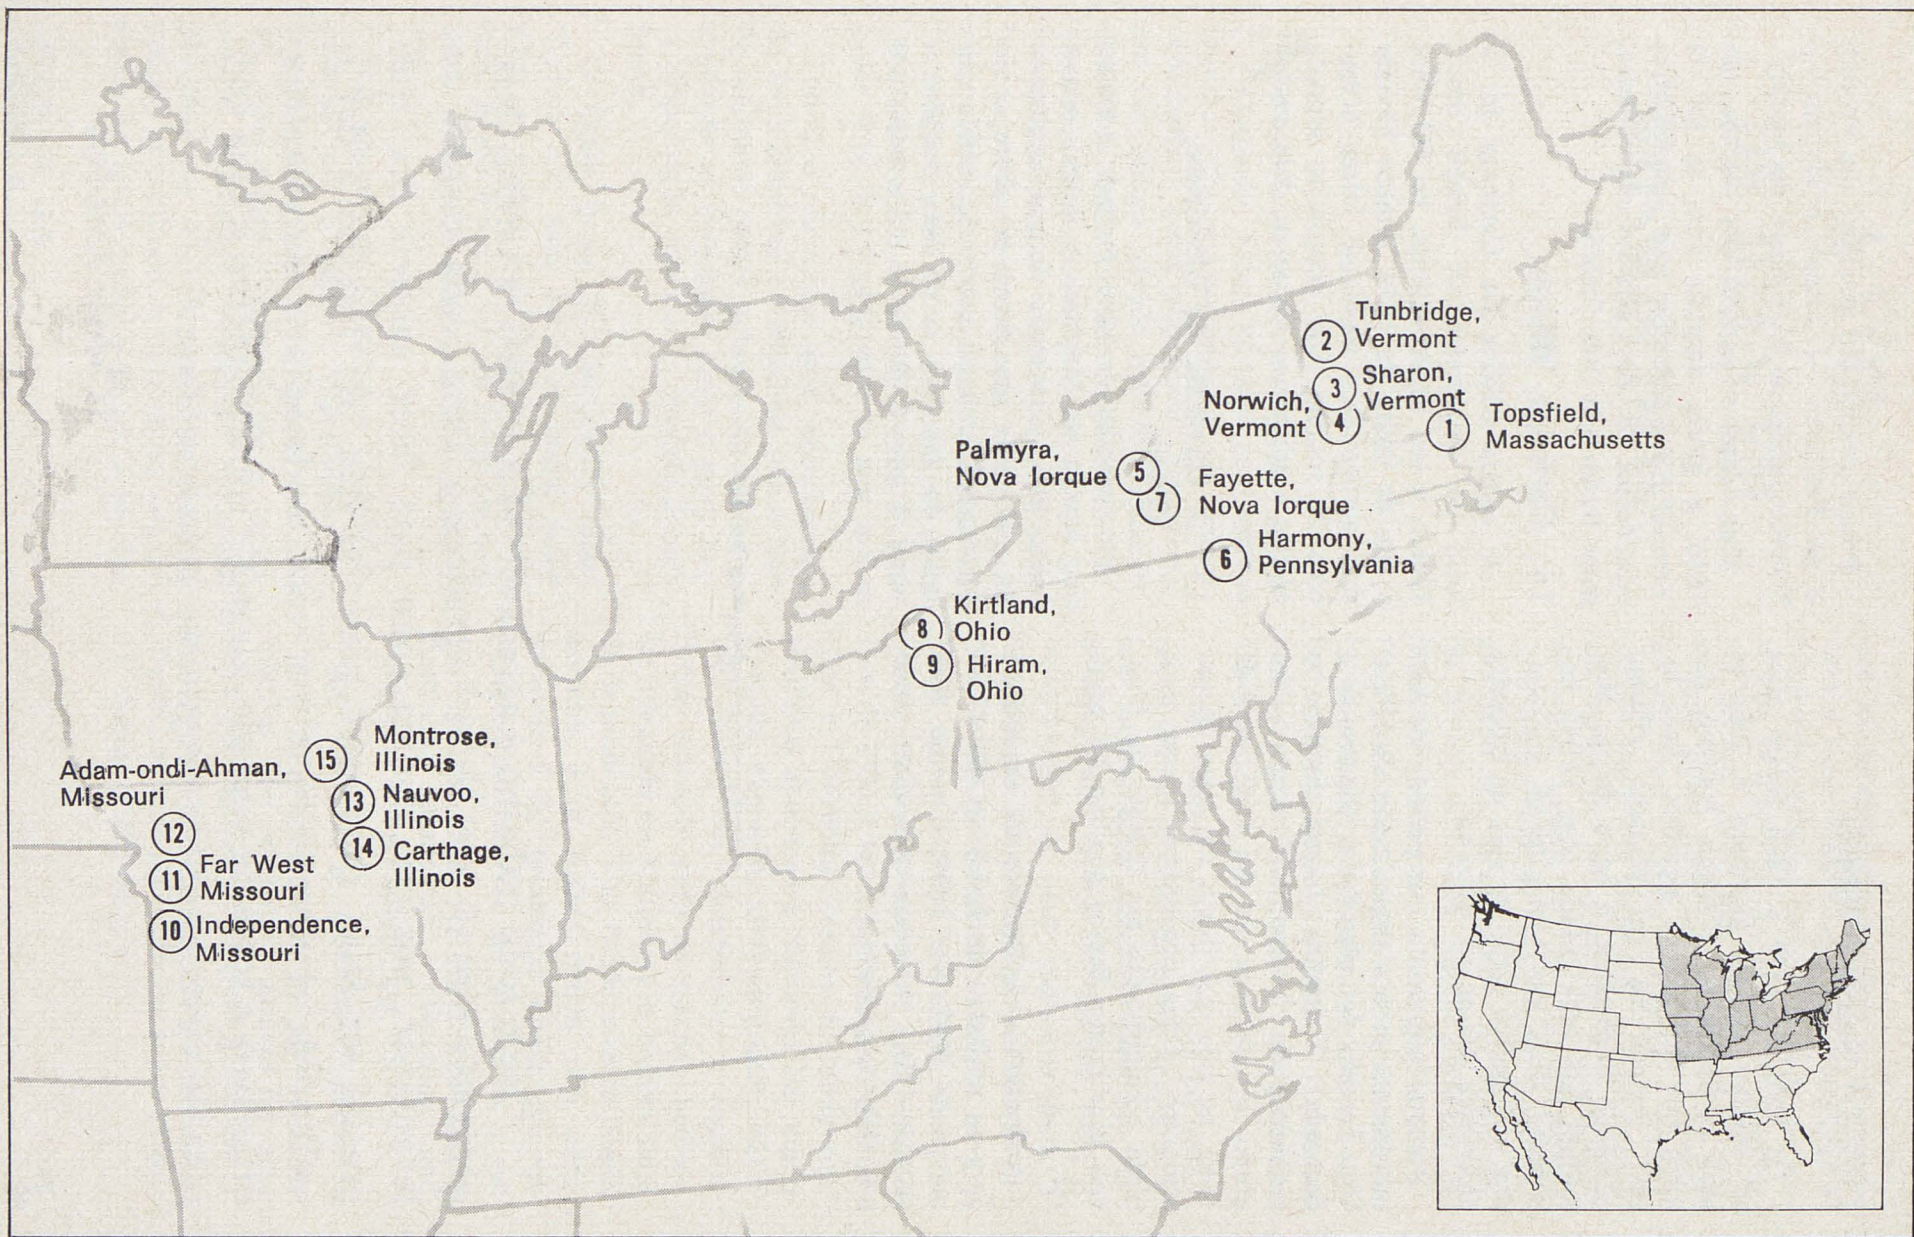 2
Tunbridge,
Vermont
3
Sharon,
Vermont
Norwich,
Vermont
4
1
Topsfield,
Massachusetts
Palmyra,
Nova Iorque
5
7
Fayette,
Nova Iorque
6
Harmony,
Pennsylvania
8
Kirtland,
Ohio
9
Hiram,
Ohio
15
Montrose,
Illinois
Adam-ondi-Ahman,
Missouri
12
13
Nauvoo,
Illinois
14
Carthage,
Illinois
11
Far West
Missouri
10
Independence,
Missouri